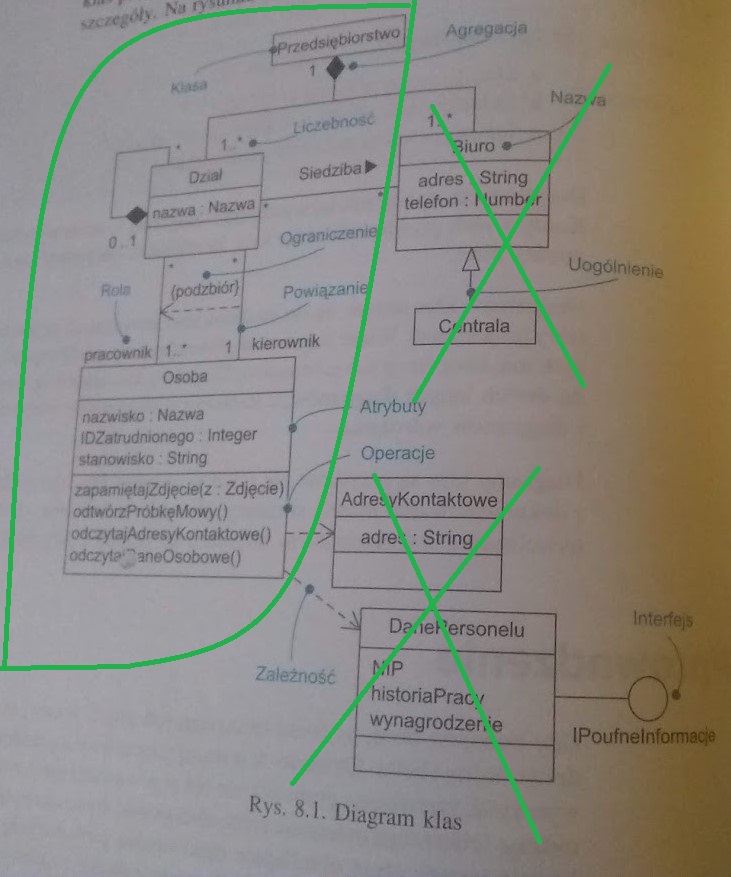 szczegóły. Na
Przedsiębiorstwo
Agregacja
1
Klasa
Nazwa
1..*
Liczebność
1..*
*
Biuro
Dział
Siedziba
adres : String
nazwa : Nazwa
*
*
telefon : Number
0..1
Ograniczenie
*
*
Uogólnienie
Rola
{podzbiór}
Powiązanie
Centrala
pracownik
1..*
1
kierownik
Osoba
nazwisko : Nazwa
IDZatrudnionego : Integer
stanowisko : String
Atrybuty
Operacje
zapamiętajZdjęcie(z : Zdjęcie)
odtwórzPróbkęMowy()
odczytajAdresyKontaktowe()
odczytajDaneOsobowe()
AdresyKontaktowe
adres : String
DanePersonelu
Interfejs
Zależność
NIP
historiaPracy
wynagrodzenie
IPoufneInformacje
Rys. 8.1. Diagram klas